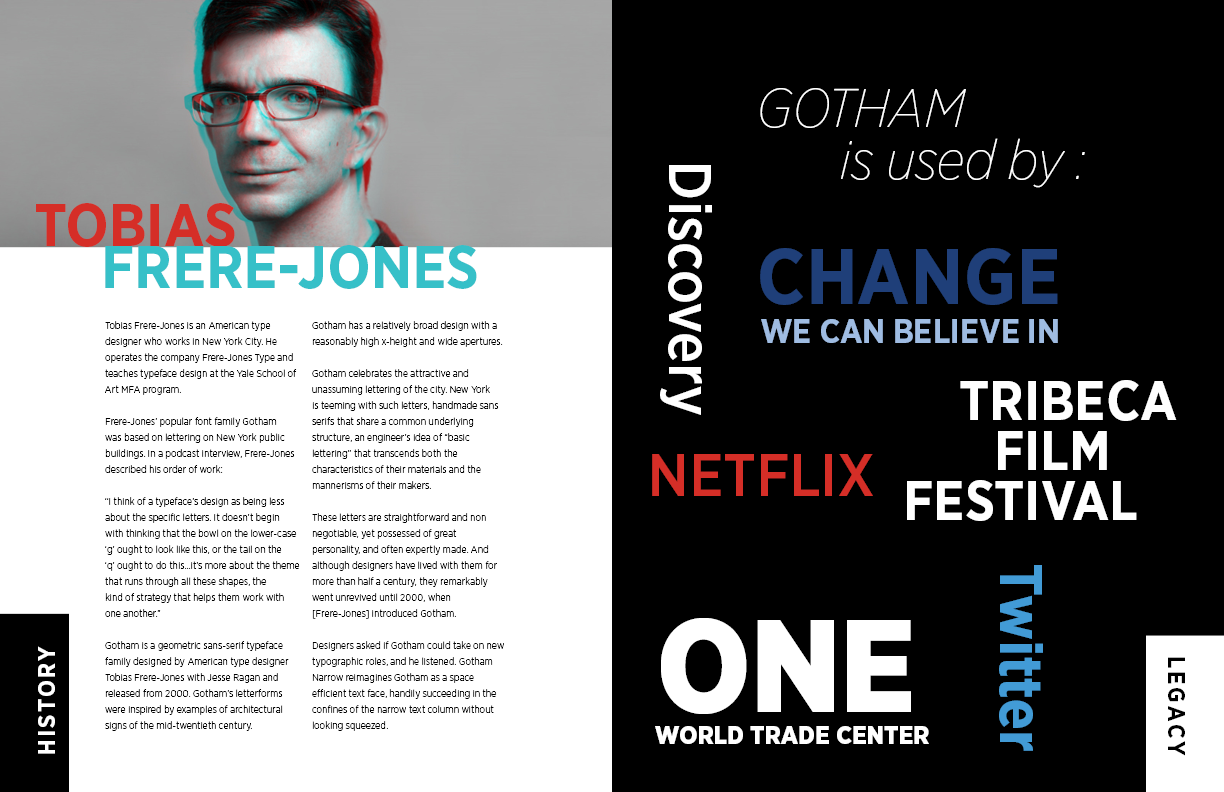 TOBIAS
FRERE-JONES
Tobias Frere-Jones is an American type
designer who works in New York City. He
operates the company Frere-Jones Type and
teaches typeface design at the Yale School of
Art MFA program.
Frere-Jones' popular font family Gotham
was based on lettering on New York public
buildings. In a podcast interview, Frere-Jones
described his order of work:
"I think of a typeface's design as being less
about the specific letters. It doesn't begin
with thinking that the bowl on the lower-case
'g' ought to look like this, or the tail on the
'q' ought to do this...it's more about the theme
that runs through all these shapes, the
kind of strategy that helps them work with
one another."
Gotham is a geometric sans-serif typeface
family designed by American type designer
Tobias Frere-Jones with Jesse Ragan and
released from 2000. Gotham's letterforms
were inspired by examples of architectural
signs of the mid-twentieth century.
Gotham has a relatively broad design with a
reasonably high x-height and wide apertures.
Gotham celebrates the attractive and
unassuming lettering of the city. New York
is teeming with such letters, handmade sans
serifs that share a common underlying
structure, an engineer's idea of "basic
lettering" that transcends both the
characteristics of their materials and the
mannerisms of their makers.
These letters are straightforward and non
negotiable, yet possessed of great
personality, and often expertly made. And
although designers have lived with them for
more than half a century, they remarkably
went unrevived until 2000, when
[Frere-Jones] introduced Gotham.
Designers asked if Gotham could take on new
typographic roles, and he listened. Gotham
Narrow reimagines Gotham as a space
efficient text face, handily succeeding in the
confines of the narrow text column without
looking squeezed.
HISTORY
GOTHAM
is used by :
Discovery
CHANGE
WE CAN BELIEVE IN
TRIBECA
FILM
FESTIVAL
NETFLIX
Twitter
ONE
WORLD TRADE CENTER
LEGACY